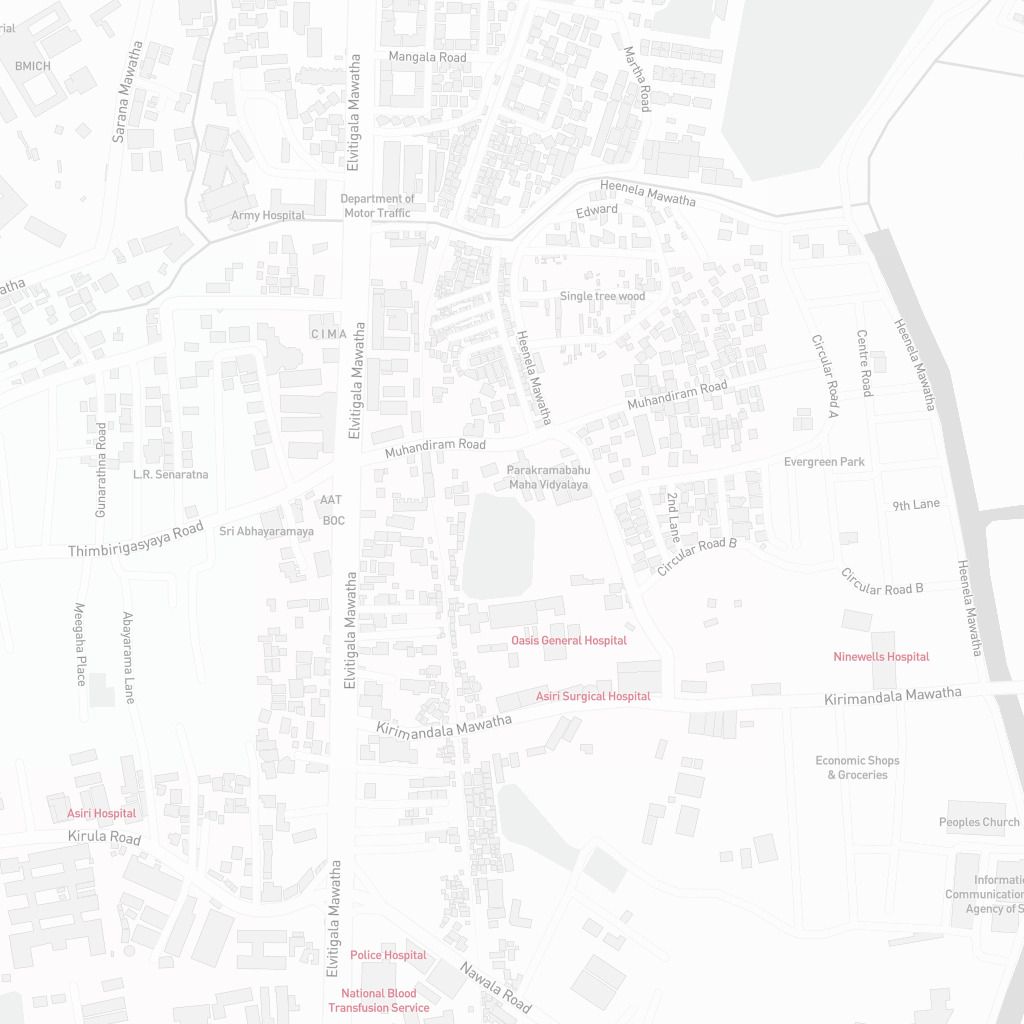 rial
BMICH
Sarana Mawatha
Elvitigala Mawatha
Mangala Road
Martha Road
Heenela Mawatha
Department of
Motor Traffic
Army Hospital
Edward
atha
Single tree wood
C I M A
Elvitigala Mawatha
Heenela Mawatha
Circular Road A
Centre Road
Heenela Mawatha
Muhandiram Road
Muhandiram Road
Gunarathna Road
L.R. Senaratna
Parakramabahu
Maha Vidyalaya
Evergreen Park
AAT
BOC
2nd Lane
9th Lane
Sri Abhayaramaya
Thimbirigasyaya Road
Circular Road B
Circular Road B
Heenela Mawatha
Meegaha Place
Abayarama Lane
Elvitigala Mawatha
Oasis General Hospital
Ninewells Hospital
Asiri Surgical Hospital
Kirimandala Mawatha
Kirimandala Mawatha
Economic Shops
& Groceries
Asiri Hospital
Kirula Road
Peoples Church
Informatio
Communication
Agency of S
Elvitigala Mawatha
Police Hospital
Nawala Road
National Blood
Transfusion Service